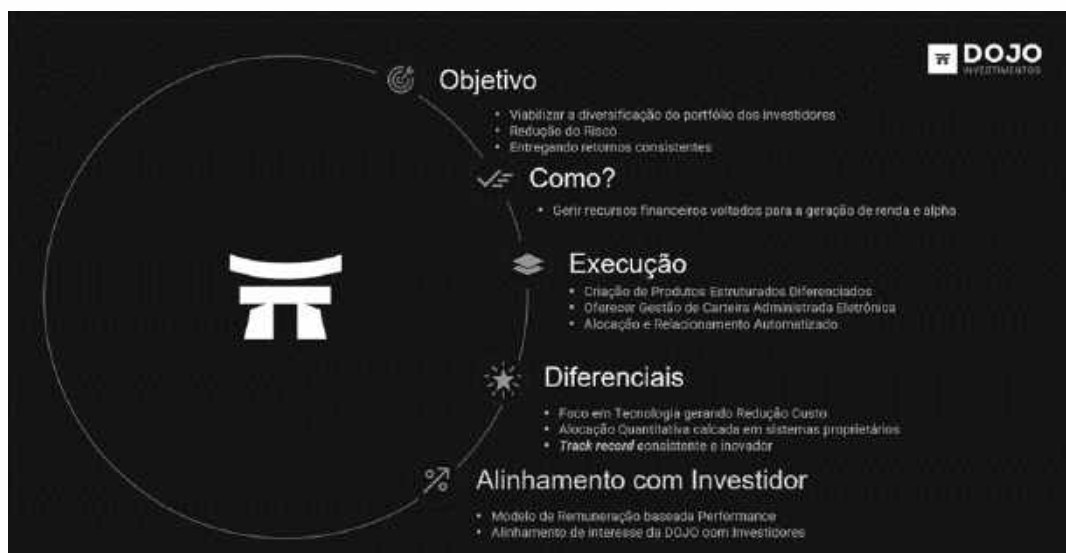 DOJO
INVESTIMENTOS
Objetivo
• Viabilizar a diversificação do portfólio dos investidores
• Redução do Risco
• Entregando retornos consistentes
Como?
• Gerir recursos financeiros voltados para a geração de renda e alpha
Execução
• Criação de Produtos Estruturados Diferenciados
• Oferecer Gestão de Carteira Administrada Eletrônica
• Alocação e Relacionamento Automatizado
Diferenciais
• Foco em Tecnologia gerando Redução Custo
• Alocação Quantitativa calcada em sistemas proprietários
• Track record consistente e inovador
Alinhamento com Investidor
• Modelo de Remuneração baseada Performance
• Alinhamento de interesse da DOJO com Investidores